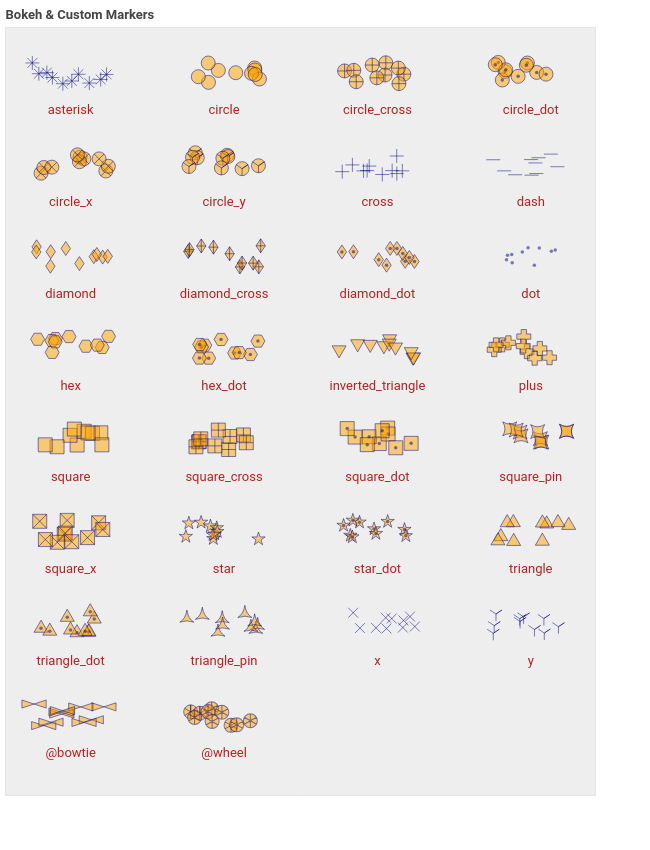 Bokeh & Custom Markers
asterisk circle circle_cross circle_dot
circle_x circle_y cross dash
diamond diamond_cross diamond_dot dot
hex hex_dot inverted_triangle plus
square square_cross square_dot square_pin
square_x star star_dot triangle
triangle_dot triangle_pin x y
@bowtie @wheel